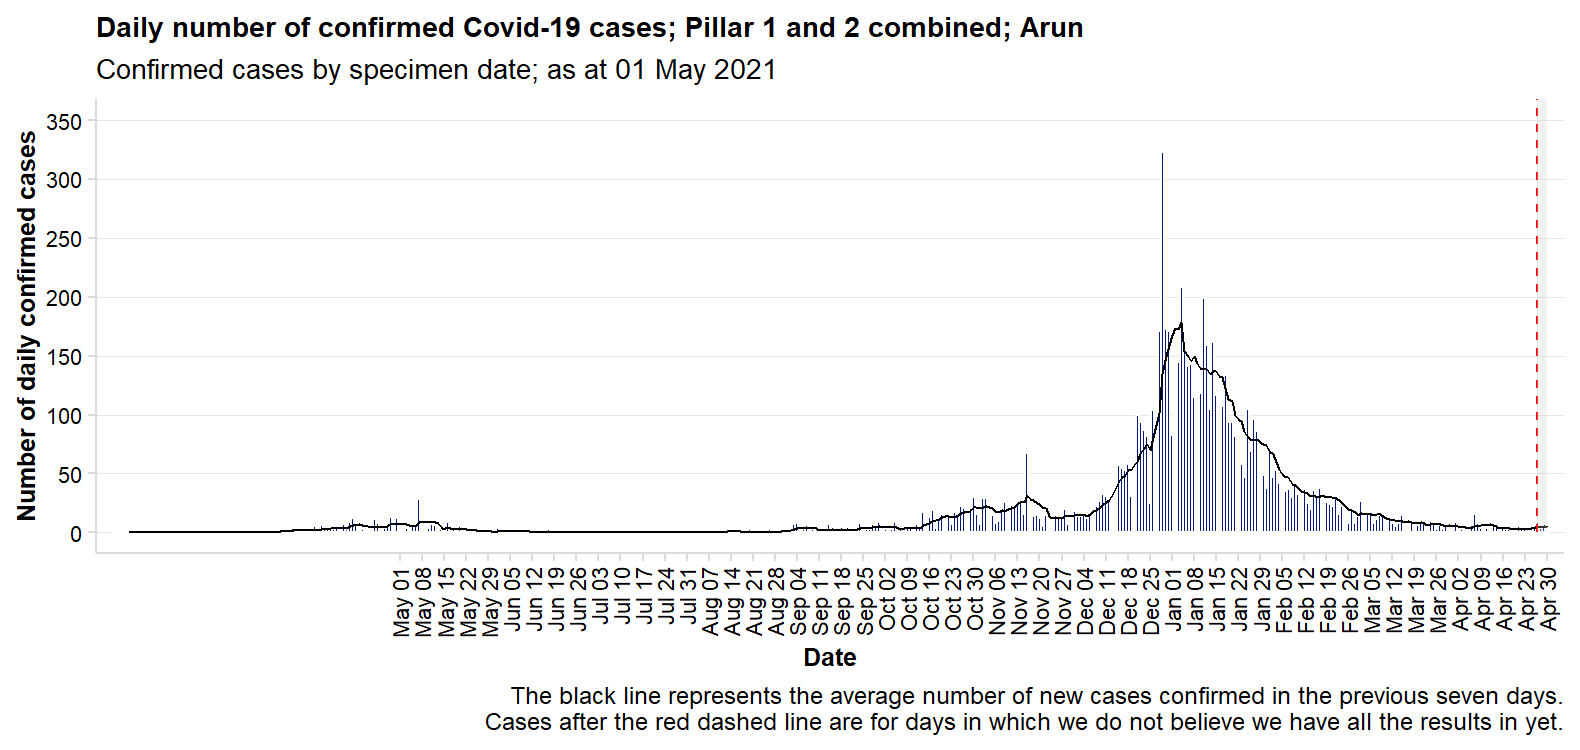 Daily number of confirmed Covid-19 cases; Pillar 1 and 2 combined; Arun
Confirmed cases by specimen date; as at 01 May 2021
Number of daily confirmed cases
350
300
250
200
150
100
50
0
May 01
May 08
May 15
May 22
May 29
Jun 05
Jun 12
Jun 19
Jun 26
Jul 03
Jul 10
Jul 17
Jul 24
Jul 31
Aug 07
Aug 14
Aug 21
Aug 28
Sep 04
Sep 11
Sep 18
Sep 25
Oct 02
Oct 09
Oct 16
Oct 23
Oct 30
Nov 06
Nov 13
Nov 20
Nov 27
Dec 04
Dec 11
Dec 18
Dec 25
Jan 01
Jan 08
Jan 15
Jan 22
Jan 29
Feb 05
Feb 12
Feb 19
Feb 26
Mar 05
Mar 12
Mar 19
Mar 26
Apr 02
Apr 09
Apr 16
Apr 23
Apr 30
Date
The black line represents the average number of new cases confirmed in the previous seven days.
Cases after the red dashed line are for days in which we do not believe we have all the results in yet.